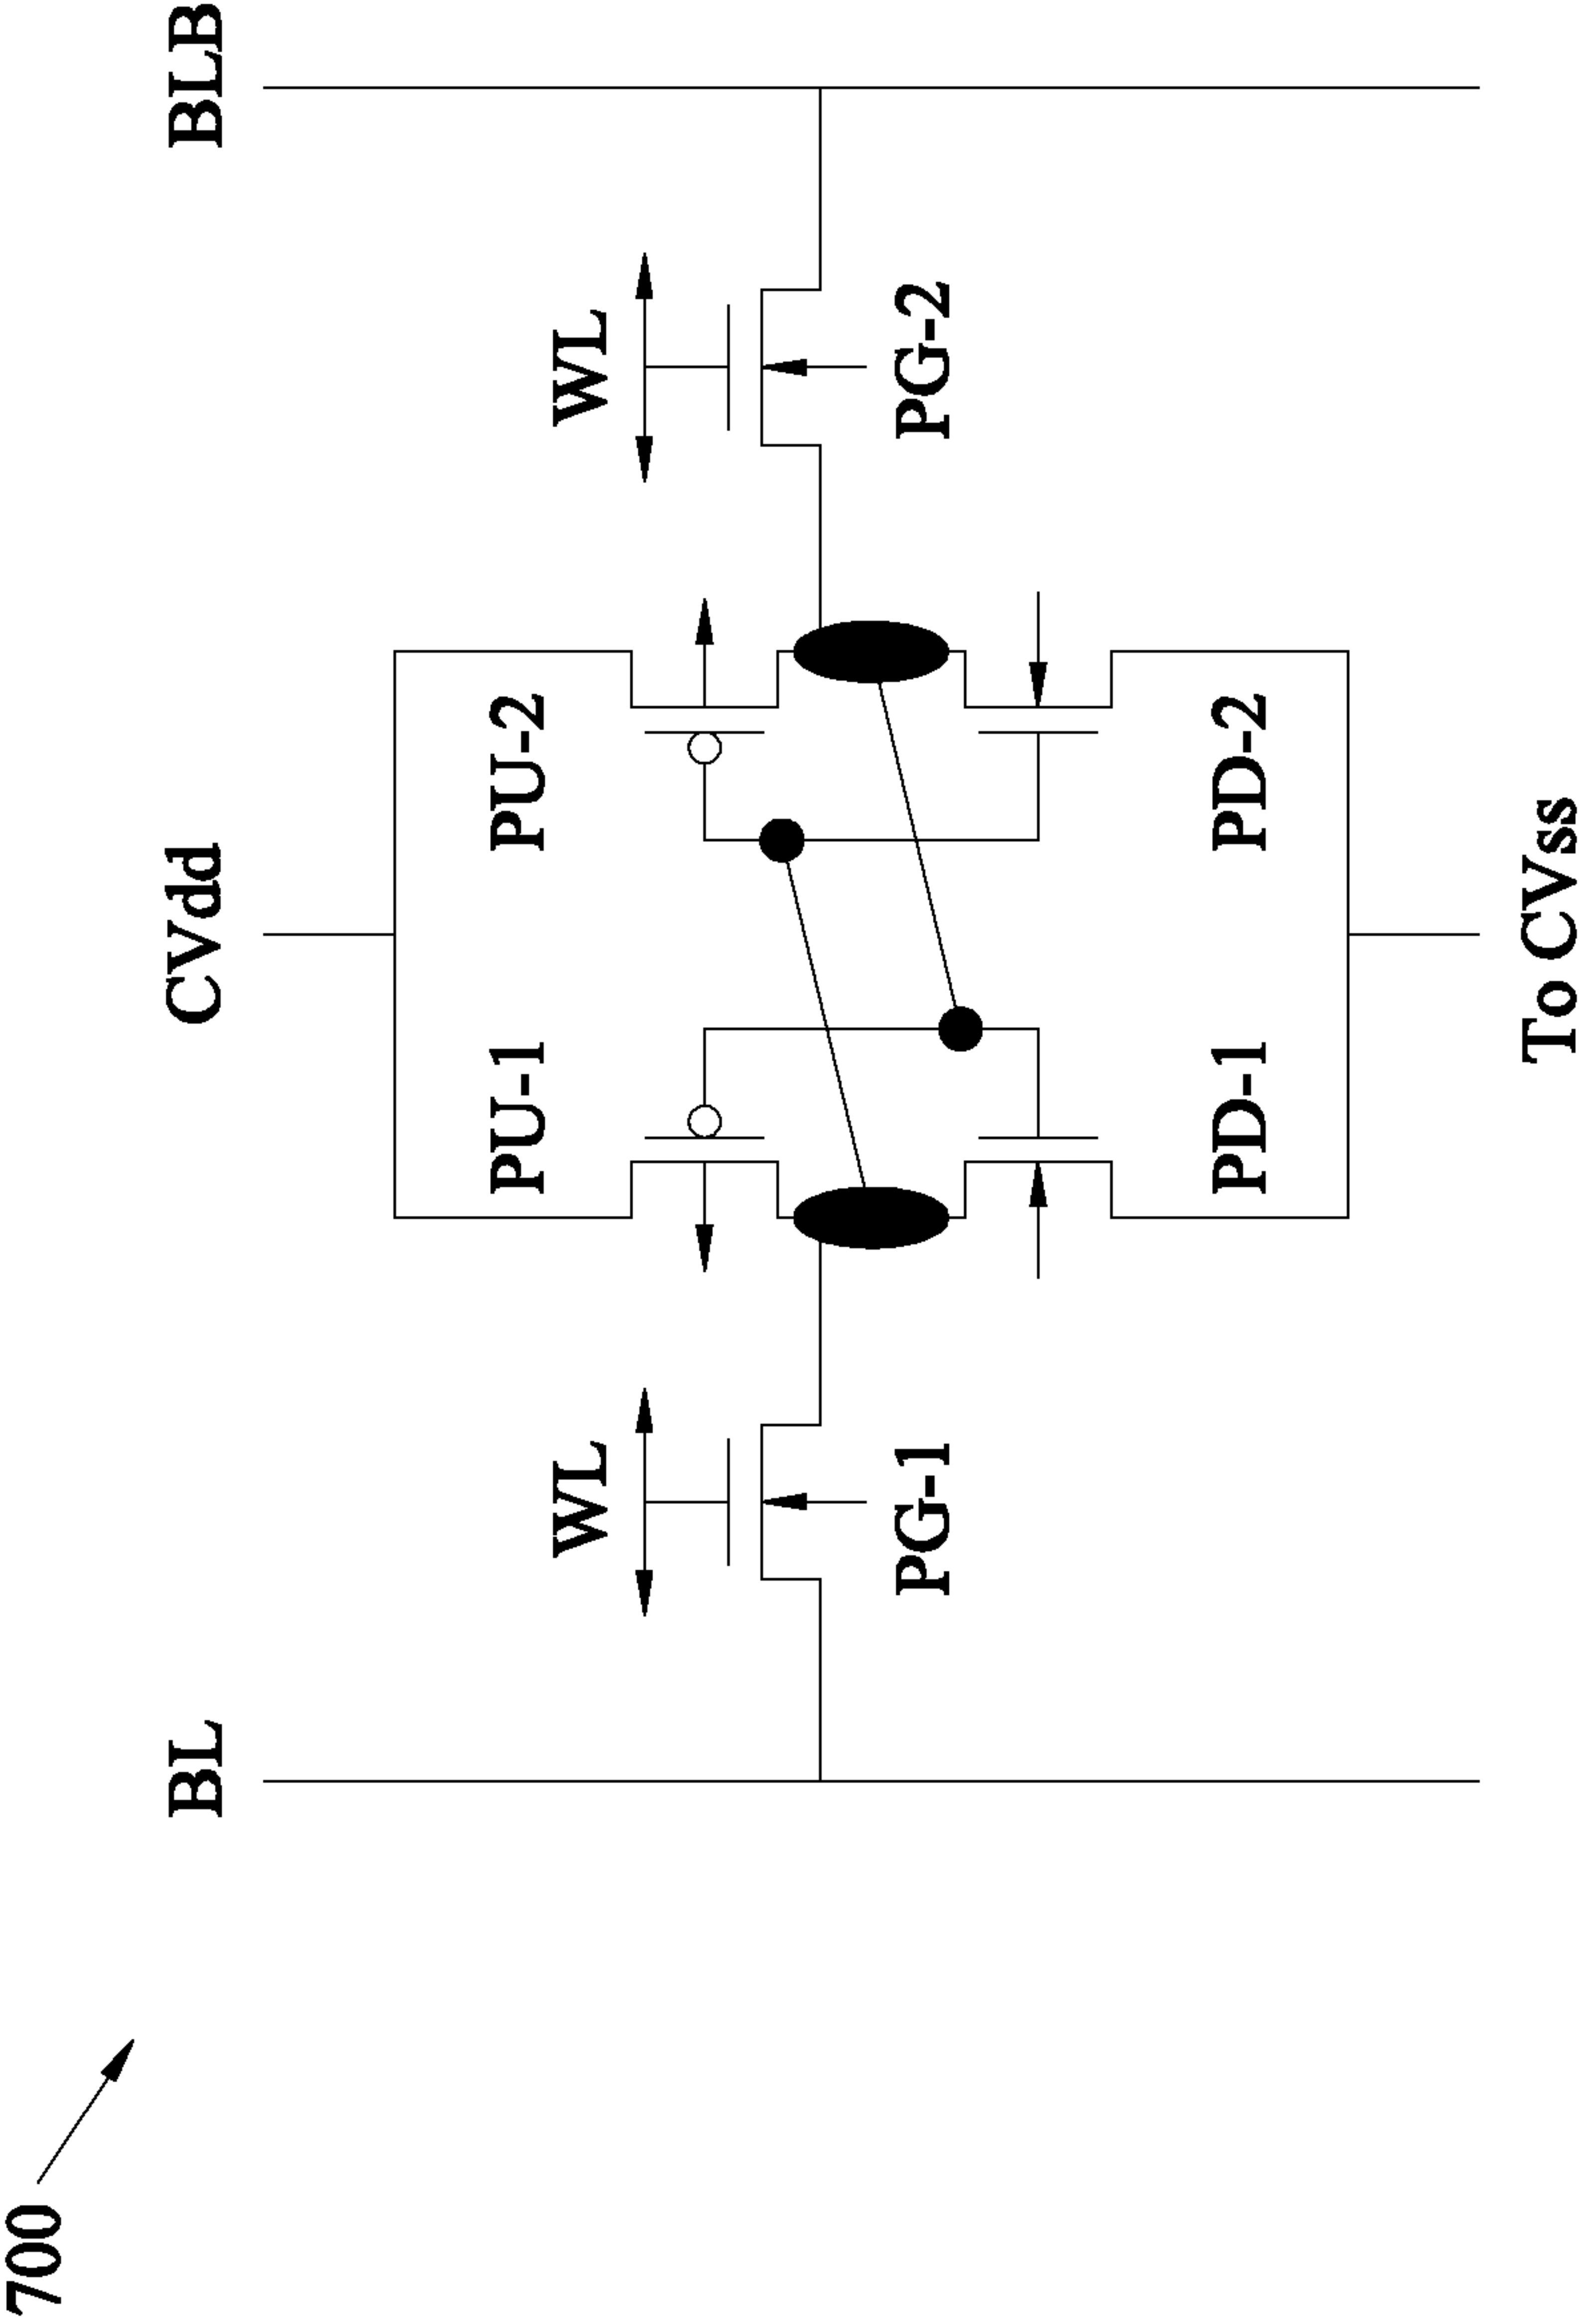 700
BL
CVdd
BLB
WL
WL
PU-1
PU-2
PG-1
PG-2
PD-1
PD-2
To CVss